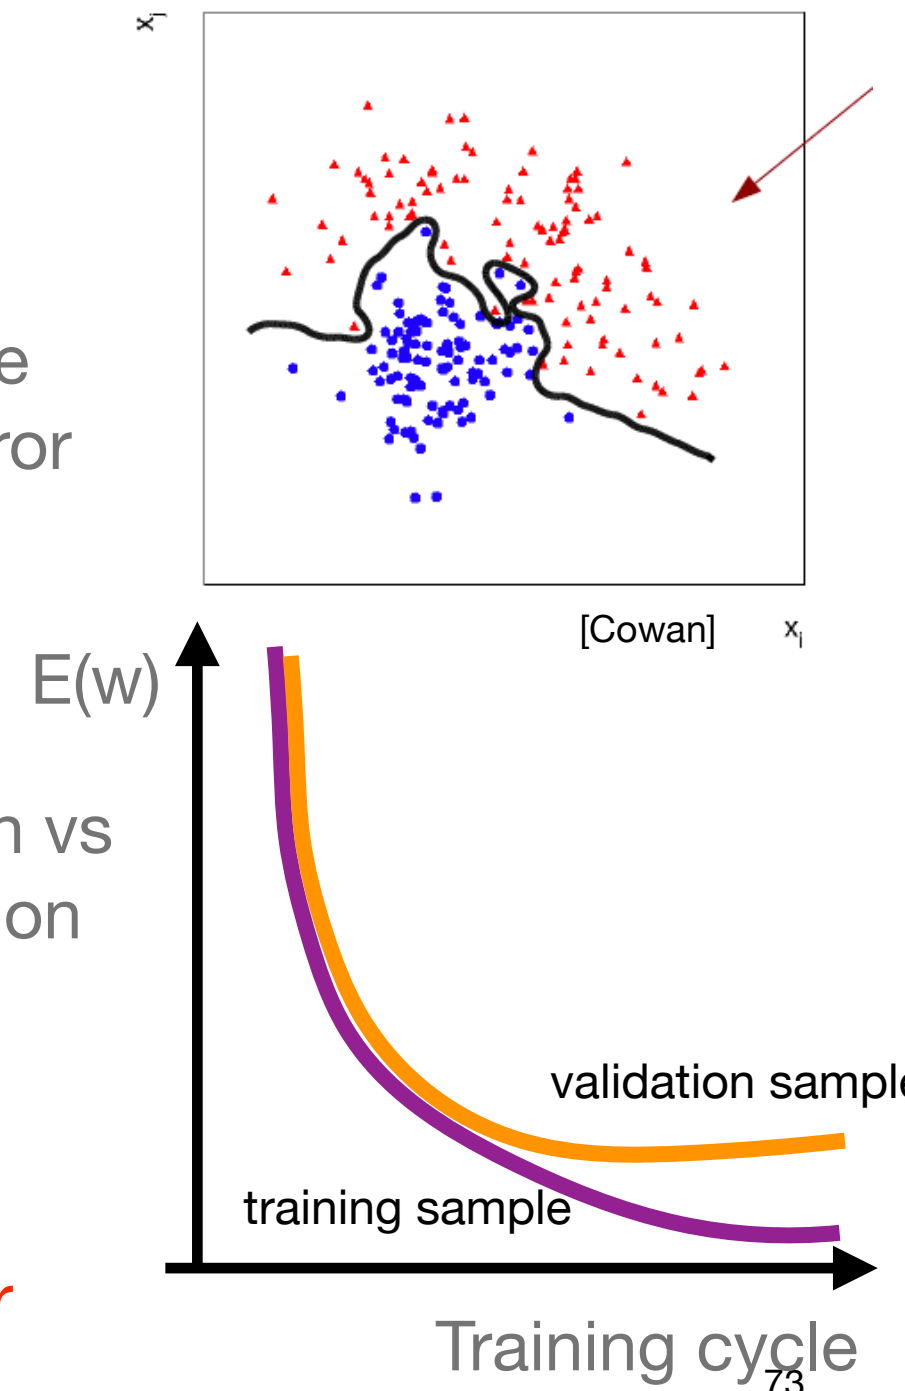 xj
e
ror
[Cowan] xi
E(w)
n vs
on
validation sample
training sample
r
Training cycle
73